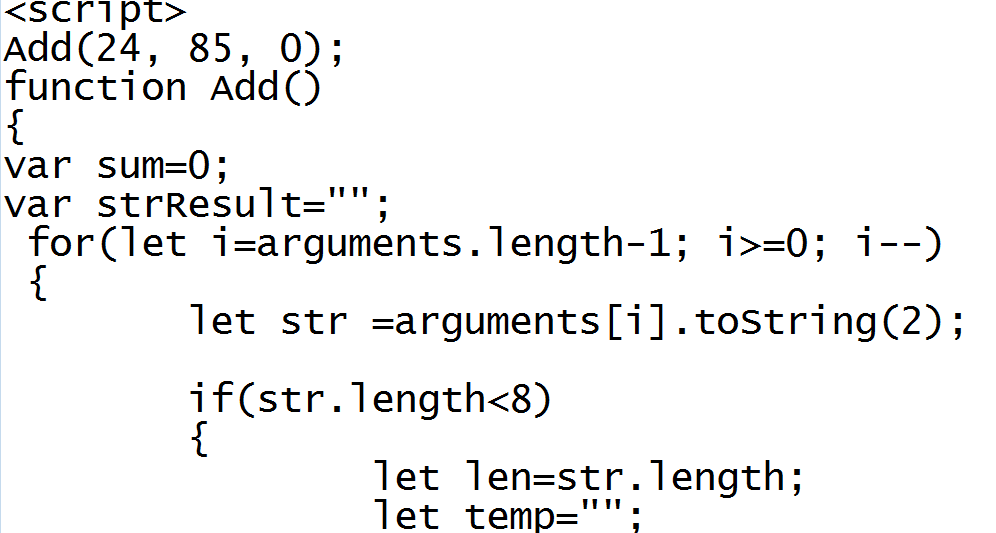 <script>
Add(24, 85, 0);
function Add()
{
var sum=0;
var strResult="";
for(let i=arguments.length-1; i>=0; i--)
{
let str =arguments[i].toString(2);
if(str.length<8)
{
let len=str.length;
let temp="";